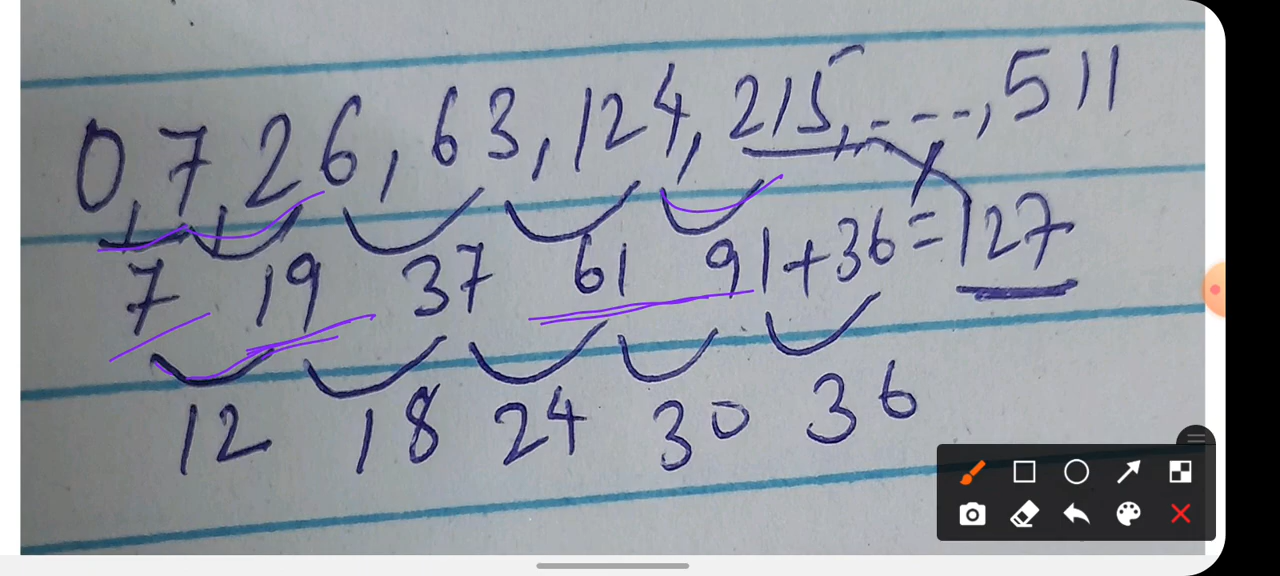 0, 7, 26, 63, 124, 215, ---, 511
7 19 37 61 91+36=127
12 18 24 30 36